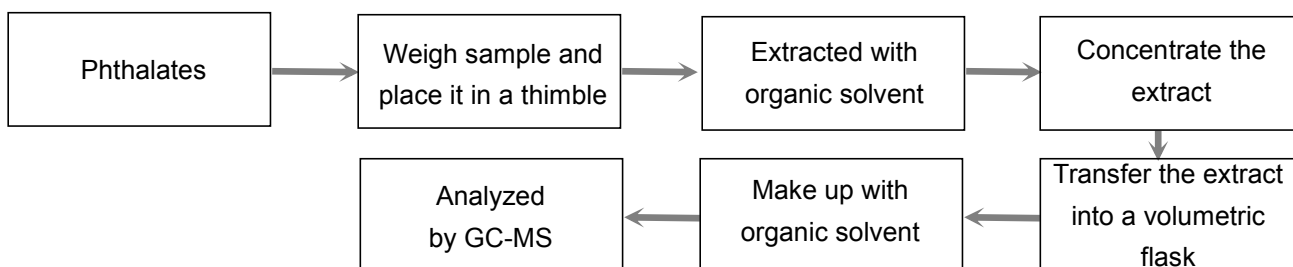 Phthalates
Weigh sample and
place it in a thimble
Extracted with
organic solvent
Concentrate the
extract
Transfer the extract
into a volumetric
flask
Make up with
organic solvent
Analyzed
by GC-MS